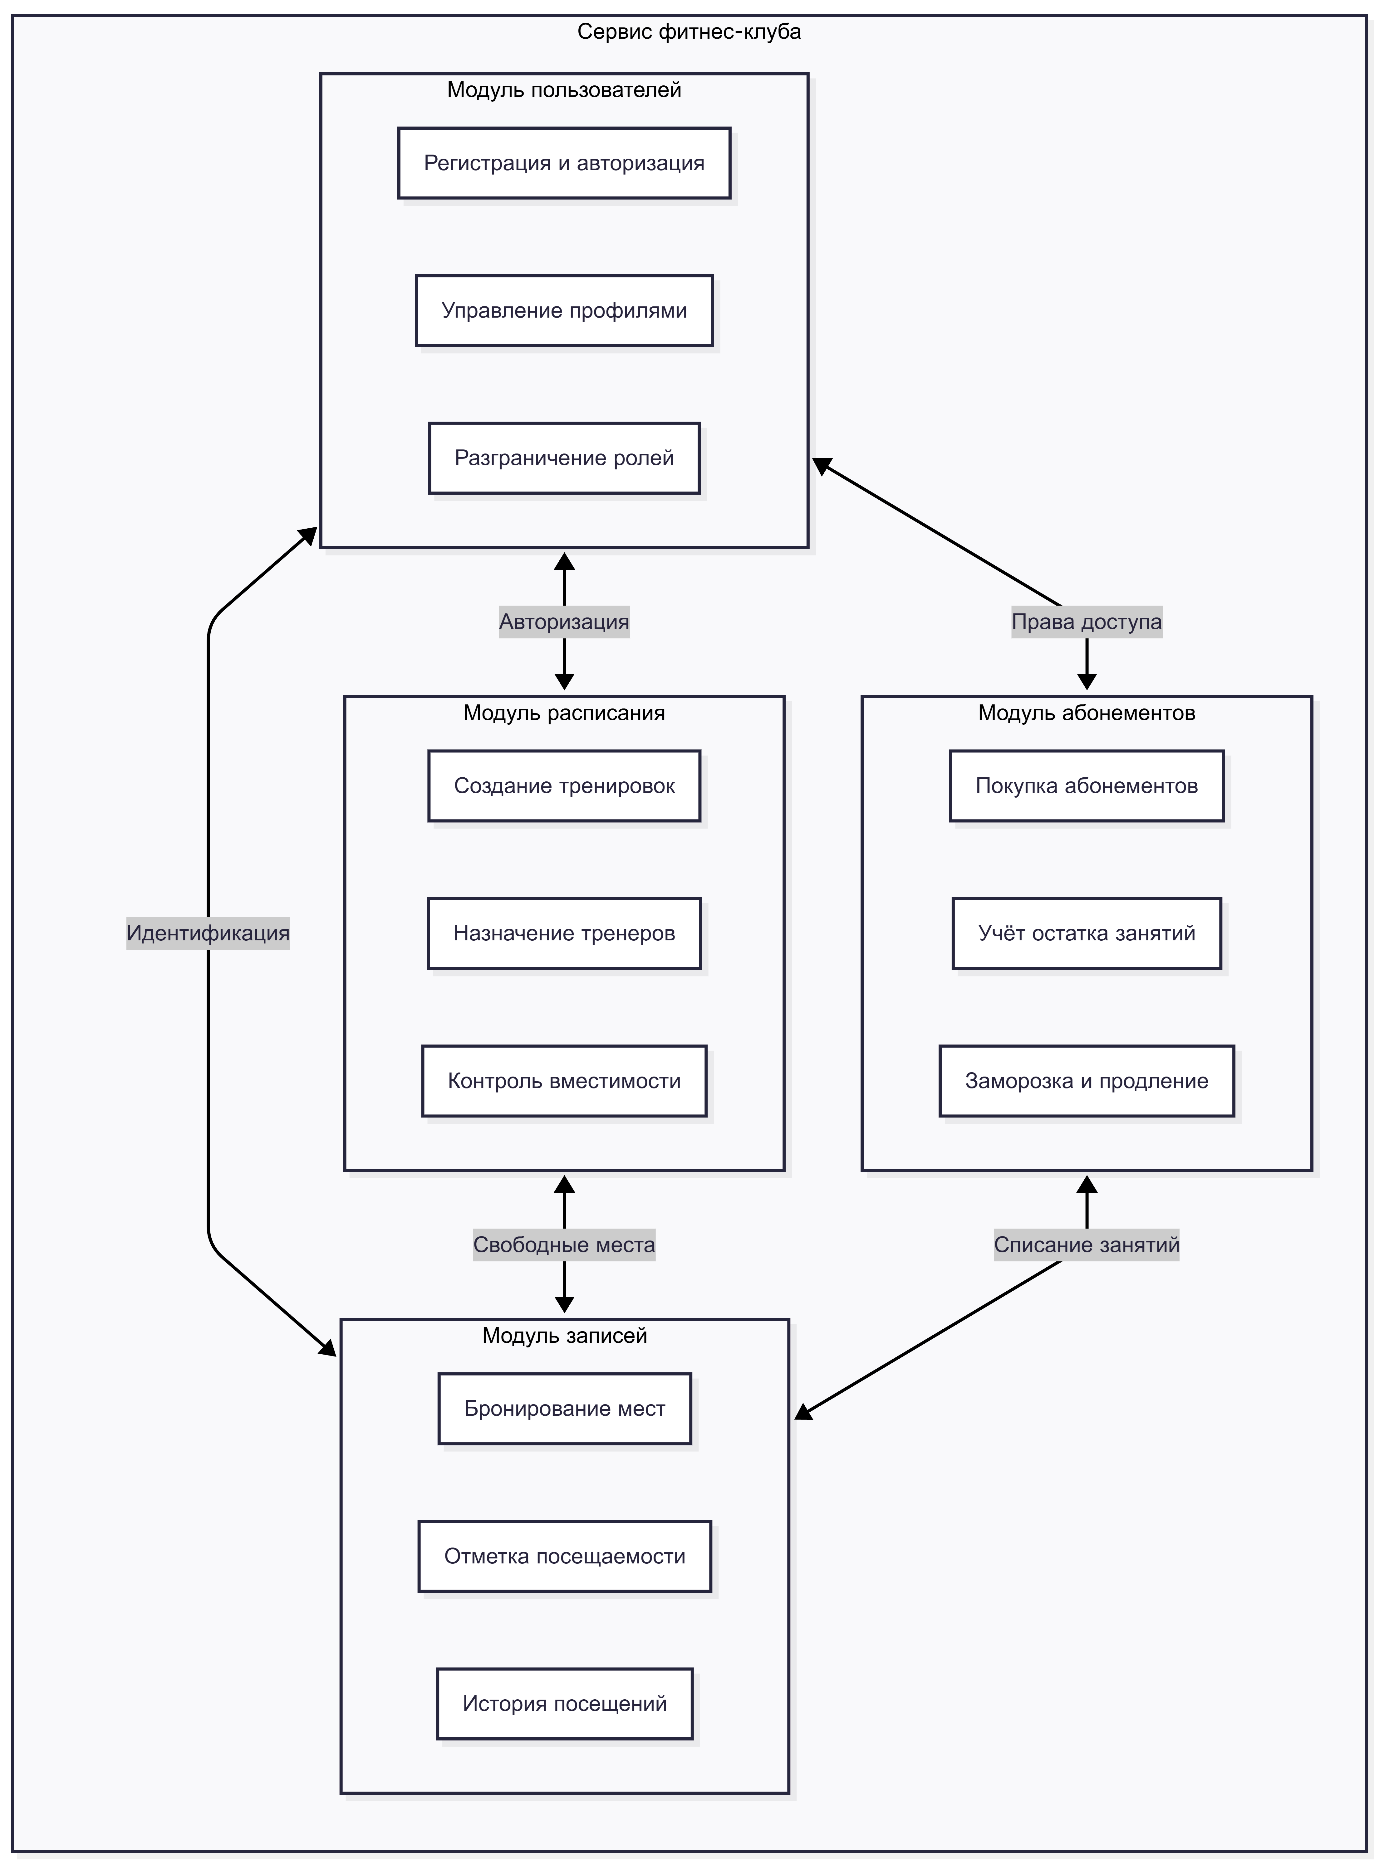 Сервис фитнес-клуба
Модуль пользователей
Регистрация и авторизация
Управление профилями
Разграничение ролей
Авторизация
Права доступа
Модуль расписания
Модуль абонементов
Создание тренировок
Покупка абонементов
Идентификация
Назначение тренеров
Учёт остатка занятий
Контроль вместимости
Заморозка и продление
Свободные места
Списание занятий
Модуль записей
Бронирование мест
Отметка посещаемости
История посещений